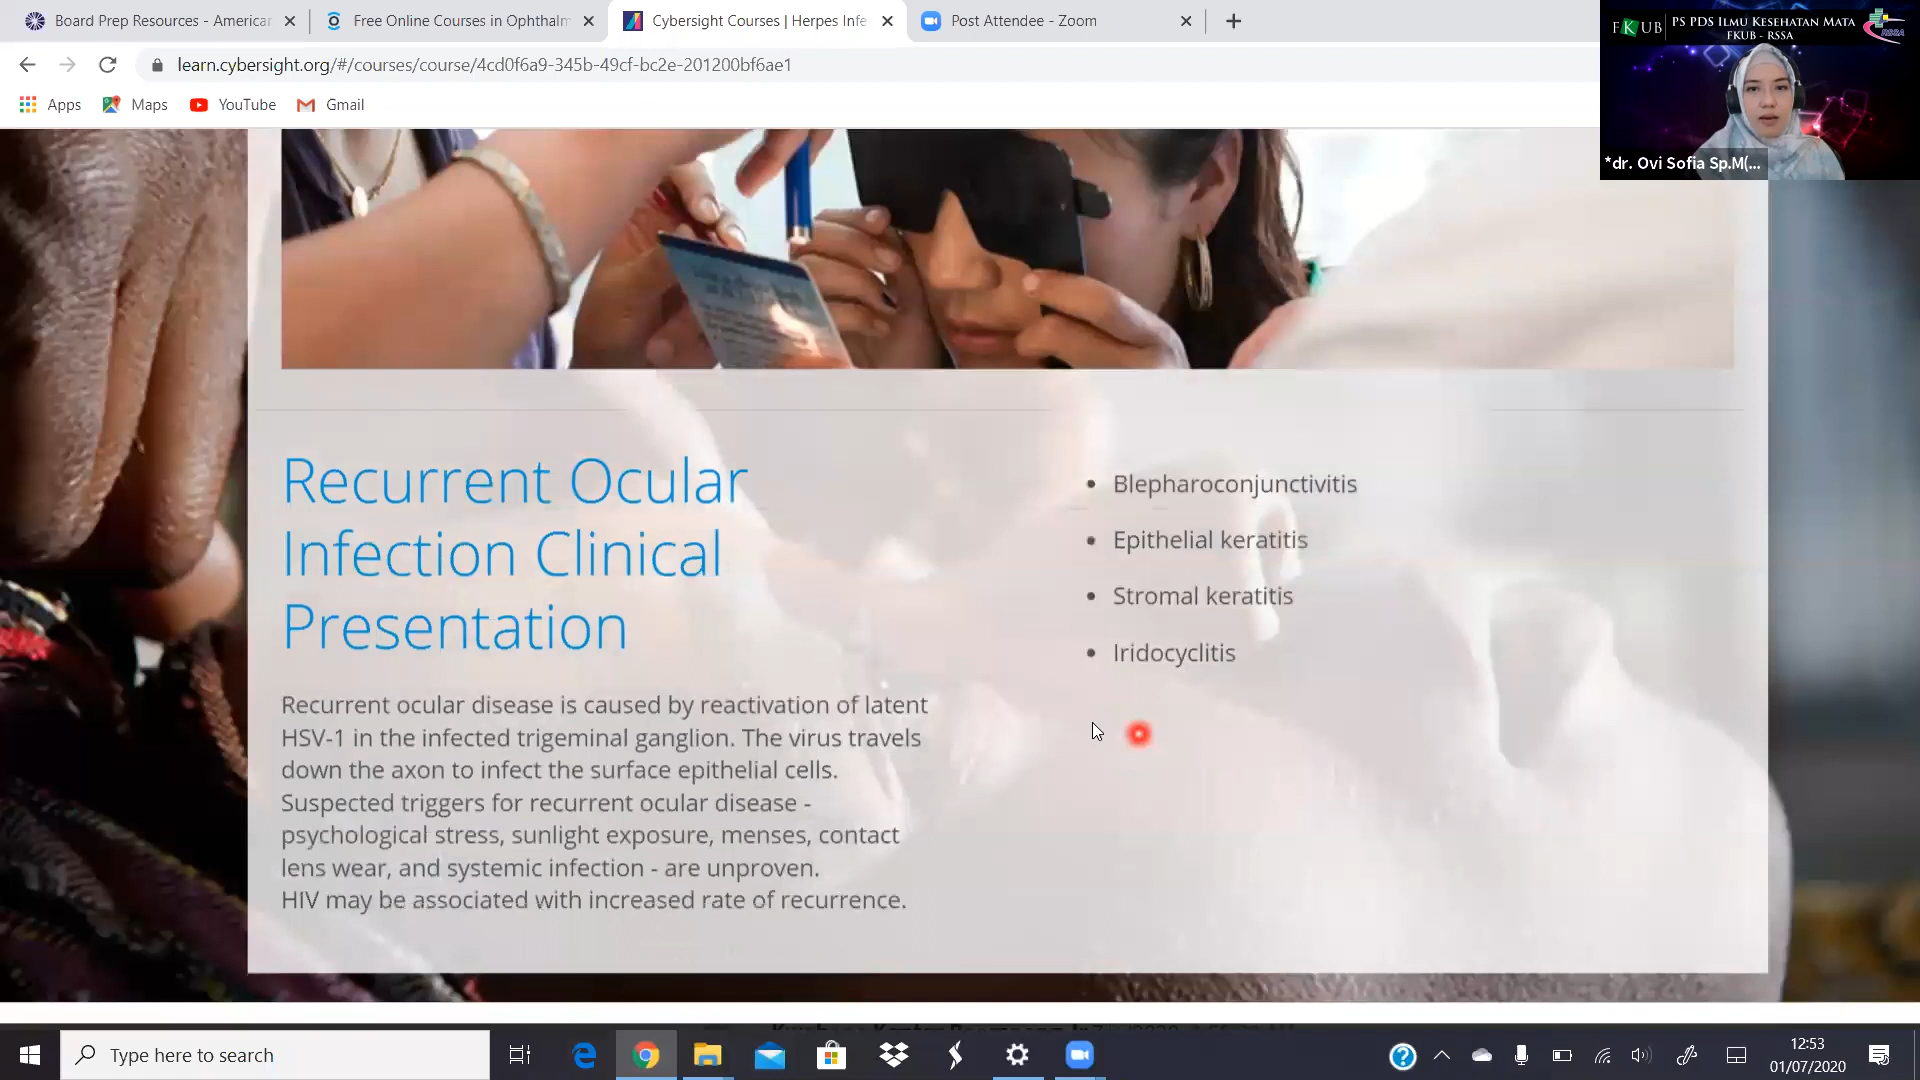 Board Prep Resources - American
Free Online Courses in Ophthalm
Cybersight Courses | Herpes Infe
Post Attendee - Zoom
FKUB
PS PDS Ilmu Kesehatan Mata
FKUB - RSSA
RSSA
learn.cybersight.org/#/courses/course/4cd0f6a9-345b-49cf-bc2e-201200bf6ae1
Apps
Maps
YouTube
Gmail
*dr. Ovi Sofia Sp.M(...
Recurrent Ocular
Infection Clinical
Presentation
Recurrent ocular disease is caused by reactivation of latent
HSV-1 in the infected trigeminal ganglion. The virus travels
down the axon to infect the surface epithelial cells.
Suspected triggers for recurrent ocular disease -
psychological stress, sunlight exposure, menses, contact
lens wear, and systemic infection - are unproven.
HIV may be associated with increased rate of recurrence.
• Blepharoconjunctivitis
• Epithelial keratitis
• Stromal keratitis
• Iridocyclitis
Type here to search
12:53
01/07/2020